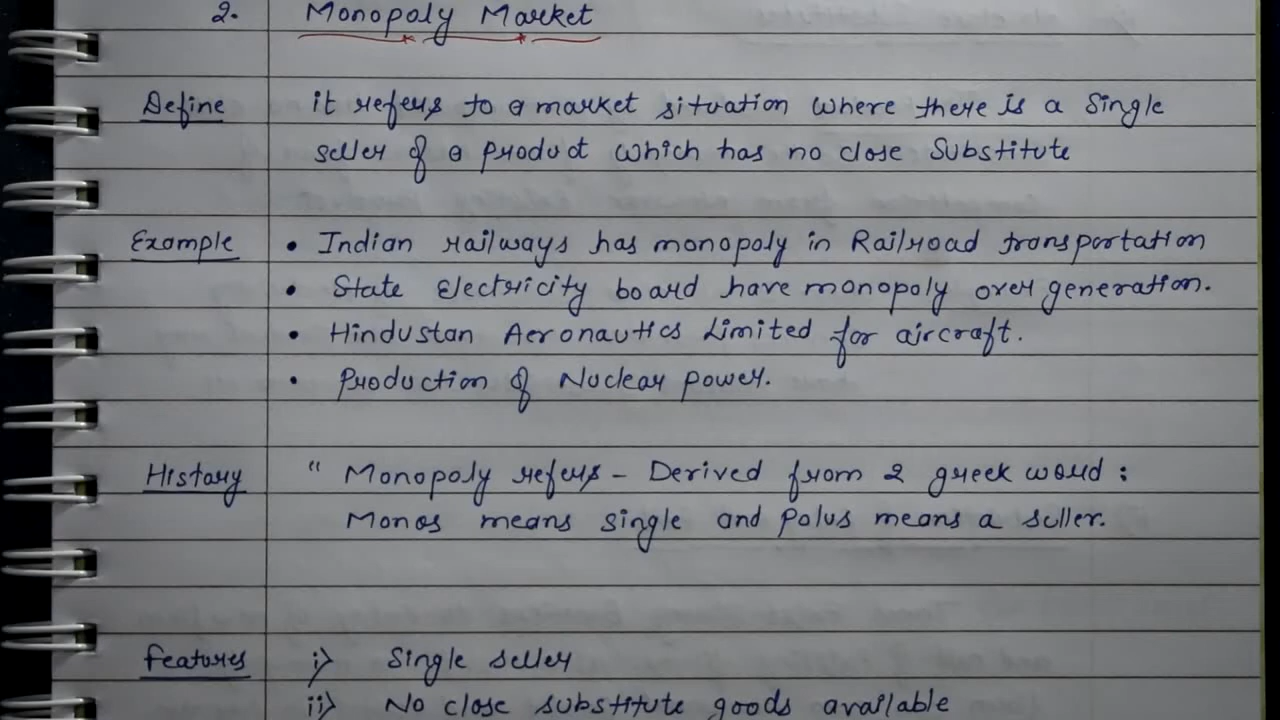 2. Monopoly Market
Define it refers to a market situation where there is a single
seller of a product which has no close substitute
Example • Indian railways has monopoly in Railroad transportation
• State Electricity board have monopoly over generation.
• Hindustan Aeronautics Limited for aircraft.
• Production of Nuclear power.
History " Monopoly refers - Derived from 2 greek word :
Monos means single and Polus means a seller.
Features i> Single seller
ii> No close substitute goods available